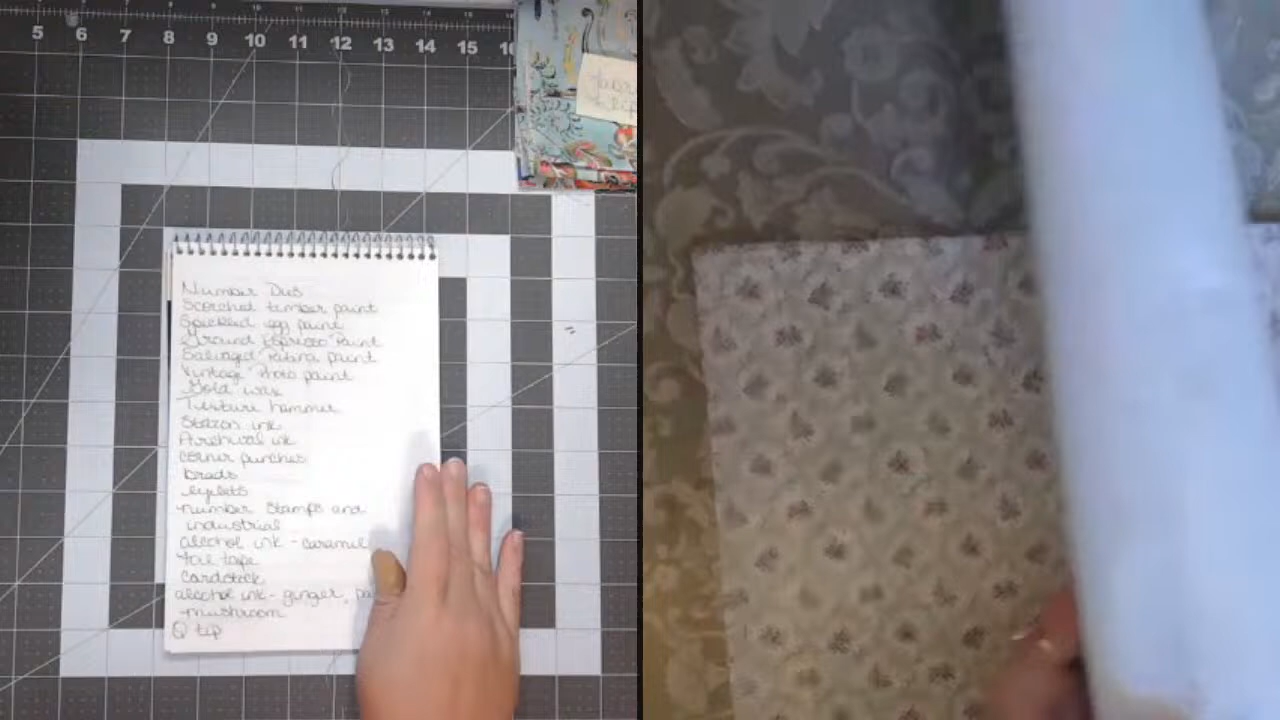 5 6 7 8 9 10 11 12 13 14 15 16
Number Dies
Scorched timber paint
Speckled egg paint
Ground Espresso Paint
Salvaged Patina paint
Vintage Photo paint
Gold wax
Texture hammer
Stazon ink
Archival ink
corner punches
brads
eyelets
number stamps and
industrial
alcohol ink - caramel
foil tape
Cardstock
alcohol ink - ginger,
-mushroom
Q tip